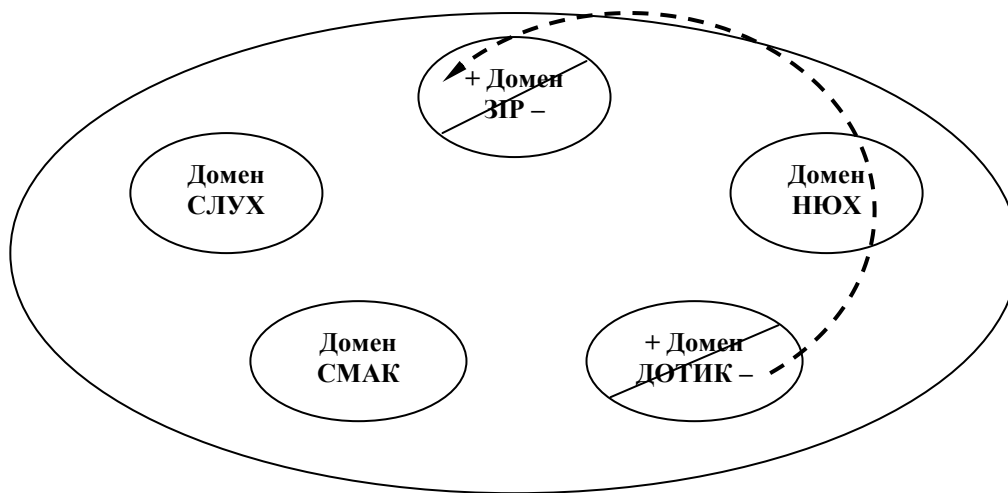 + Домен
ЗІР –
Домен
СЛУХ
Домен
НЮХ
Домен
СМАК
+ Домен
ДОТИК –